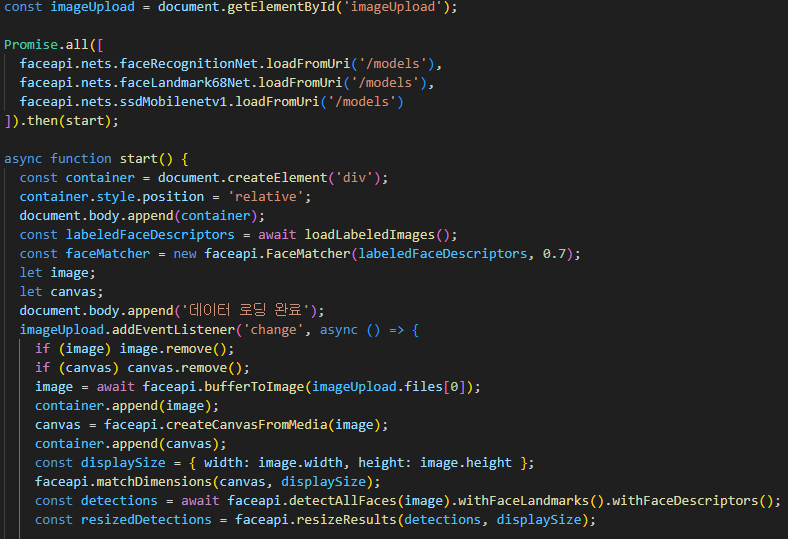 const imageUpload = document.getElementById('imageUpload');
Promise.all([
faceapi.nets.faceRecognitionNet.loadFromUri('/models'),
faceapi.nets.faceLandmark68Net.loadFromUri('/models'),
faceapi.nets.ssdMobilenetv1.loadFromUri('/models')
]).then(start);
async function start() {
const container = document.createElement('div');
container.style.position = 'relative';
document.body.append(container);
const labeledFaceDescriptors = await loadLabeledImages();
const faceMatcher = new faceapi.FaceMatcher(labeledFaceDescriptors, 0.7);
let image;
let canvas;
document.body.append('데이터 로딩 완료');
imageUpload.addEventListener('change', async () => {
if (image) image.remove();
if (canvas) canvas.remove();
image = await faceapi.bufferToImage(imageUpload.files[0]);
container.append(image);
canvas = faceapi.createCanvasFromMedia(image);
container.append(canvas);
const displaySize = { width: image.width, height: image.height };
faceapi.matchDimensions(canvas, displaySize);
const detections = await faceapi.detectAllFaces(image).withFaceLandmarks().withFaceDescriptors();
const resizedDetections = faceapi.resizeResults(detections, displaySize);